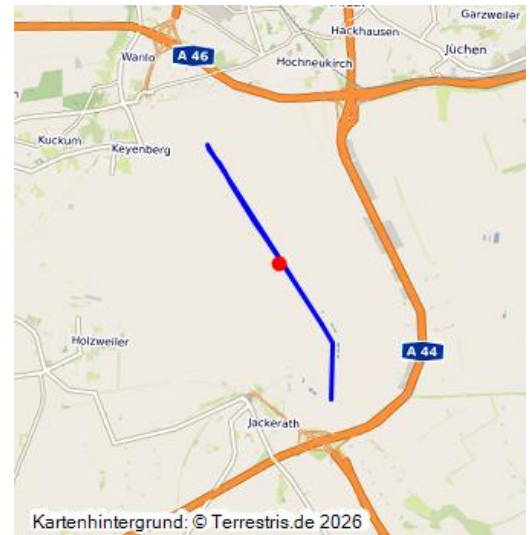 Garzweiler
Hackhausen
Jüchen
Wanlo
A 46
Hochneukirch
Kuckum
Keyenberg
Holzweiler
A 44
Jackerath
Kartenhintergrund: © Terrestris.de 2026